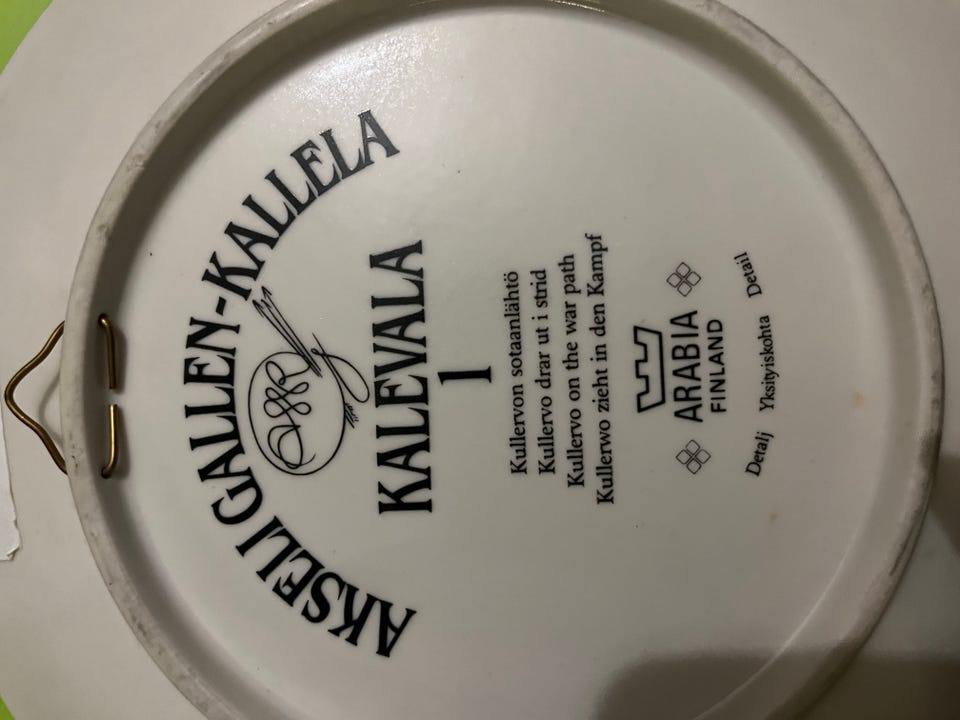 AKSELI GALLEN-KALLELA
KALEVALA
1
Kullervon sotaanlähtö
Kullervo drar ut i strid
Kullervo on the war path
Kullerwo zieht in den Kampf
ARABIA
FINLAND
Detalj Yksityiskohta Detail